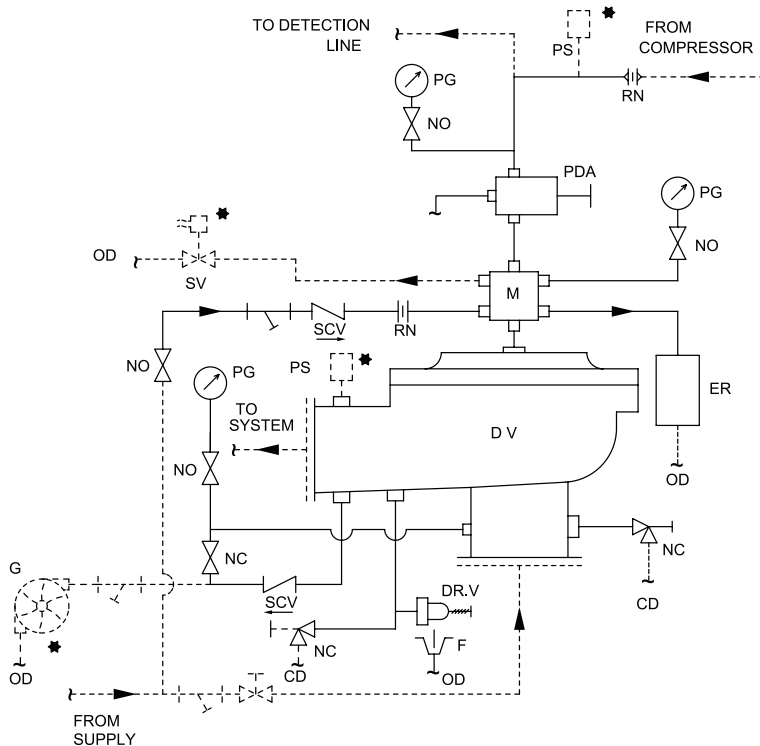 TO DETECTION
LINE
PS
FROM
COMPRESSOR
PG
RN
NO
PDA
PG
OD
NO
SV
M
SCV
RN
NO
PG
PS
ER
TO
SYSTEM
D V
NO
OD
G
NC
NC
SCV
DR.V
CD
NC
F
OD
CD
OD
FROM
SUPPLY